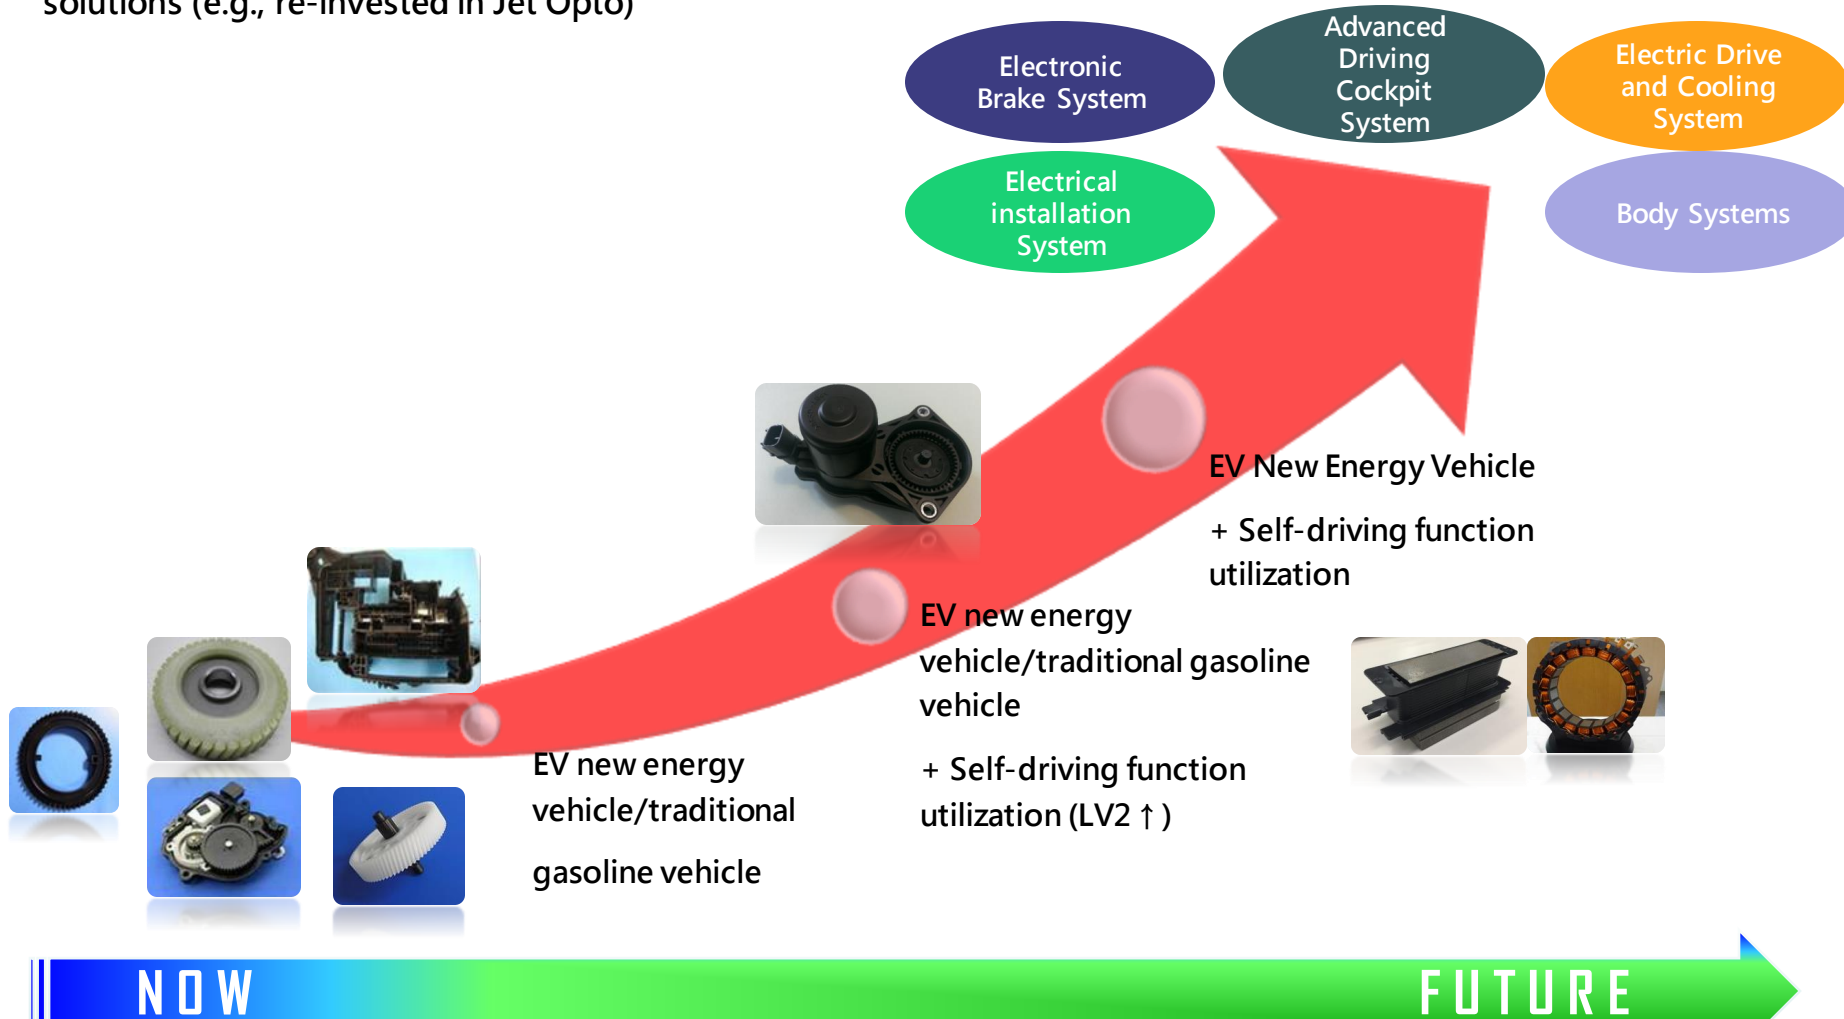 solutions (e.g., re-invested in Jet Opto)
Electronic
Brake System
Advanced
Driving
Cockpit
System
Electric Drive
and Cooling
System
Electrical
installation
System
Body Systems
EV New Energy Vehicle
+ Self-driving function
utilization
EV new energy
vehicle/traditional gasoline
vehicle
+ Self-driving function
utilization (LV2 ↑ )
EV new energy
vehicle/traditional
gasoline vehicle
NOW
FUTURE